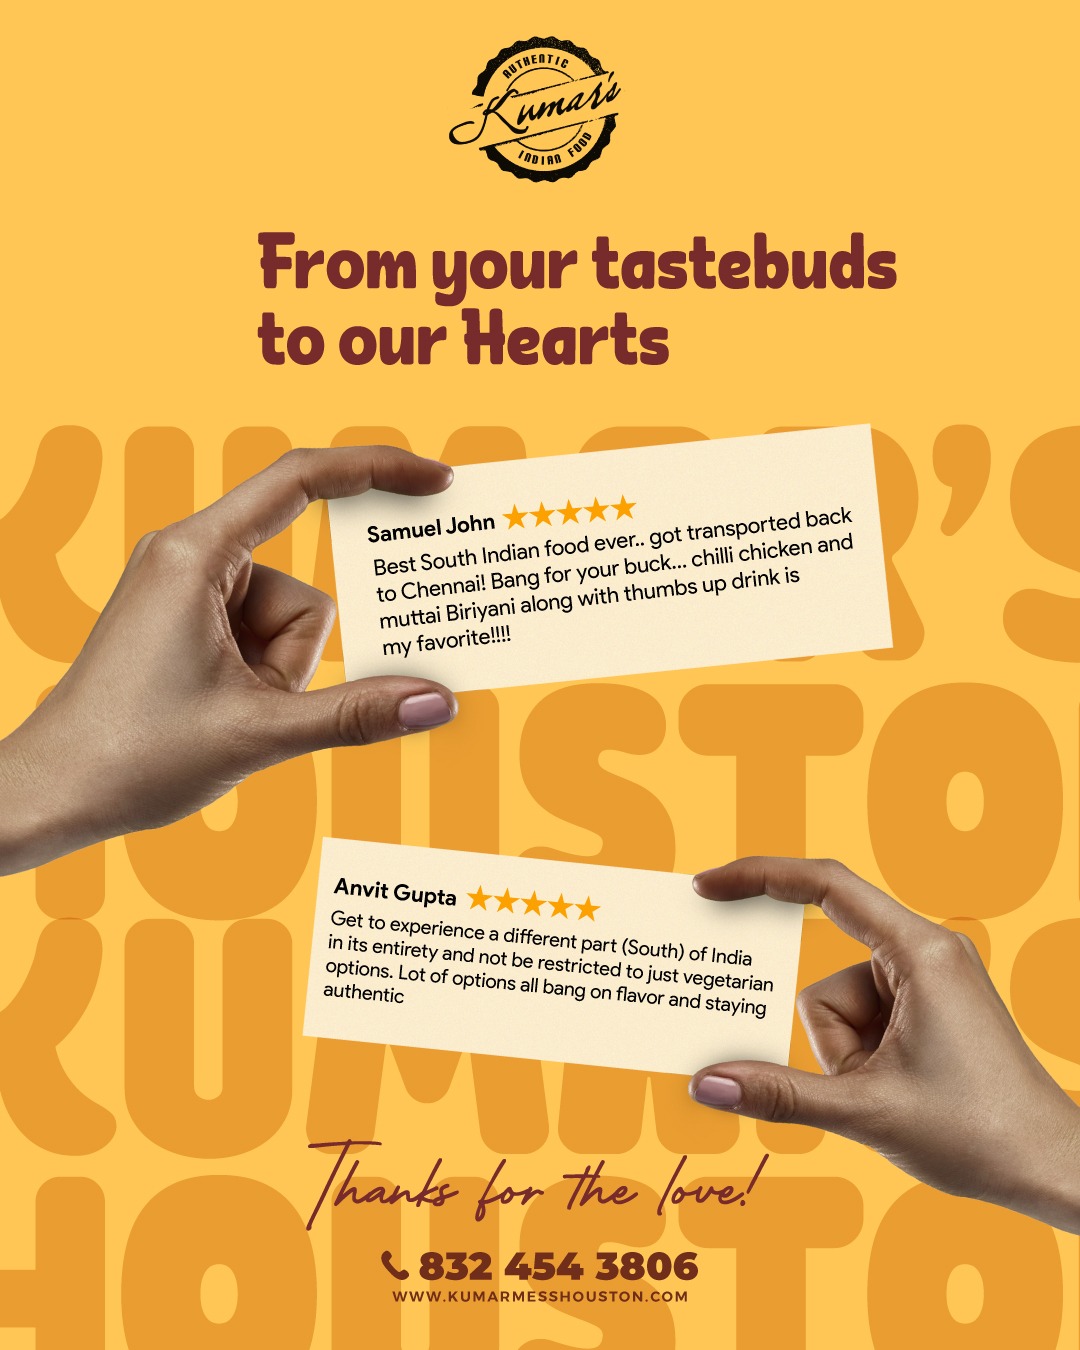 AUTHENTIC
Kumar's
INDIAN FOOD
From your tastebuds
to our Hearts
KUMAR'S
HOUSTON
KUMAR'S
HOUSTON
Samuel John ★★★★★
Best South Indian food ever.. got transported back
to Chennai! Bang for your buck... chilli chicken and
muttai Biriyani along with thumbs up drink is
my favorite!!!!
Anvit Gupta ★★★★★
Get to experience a different part (South) of India
in its entirety and not be restricted to just vegetarian
options. Lot of options all bang on flavor and staying
authentic
Thanks for the love!
832 454 3806
WWW.KUMARMESSHOUSTON.COM